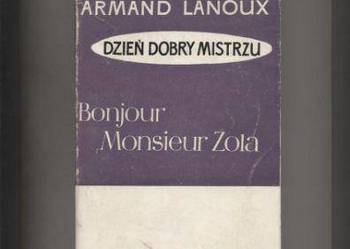 ARMAND LANOUX
DZIEŃ DOBRY MISTRZU
Bonjour
Monsieur Zola